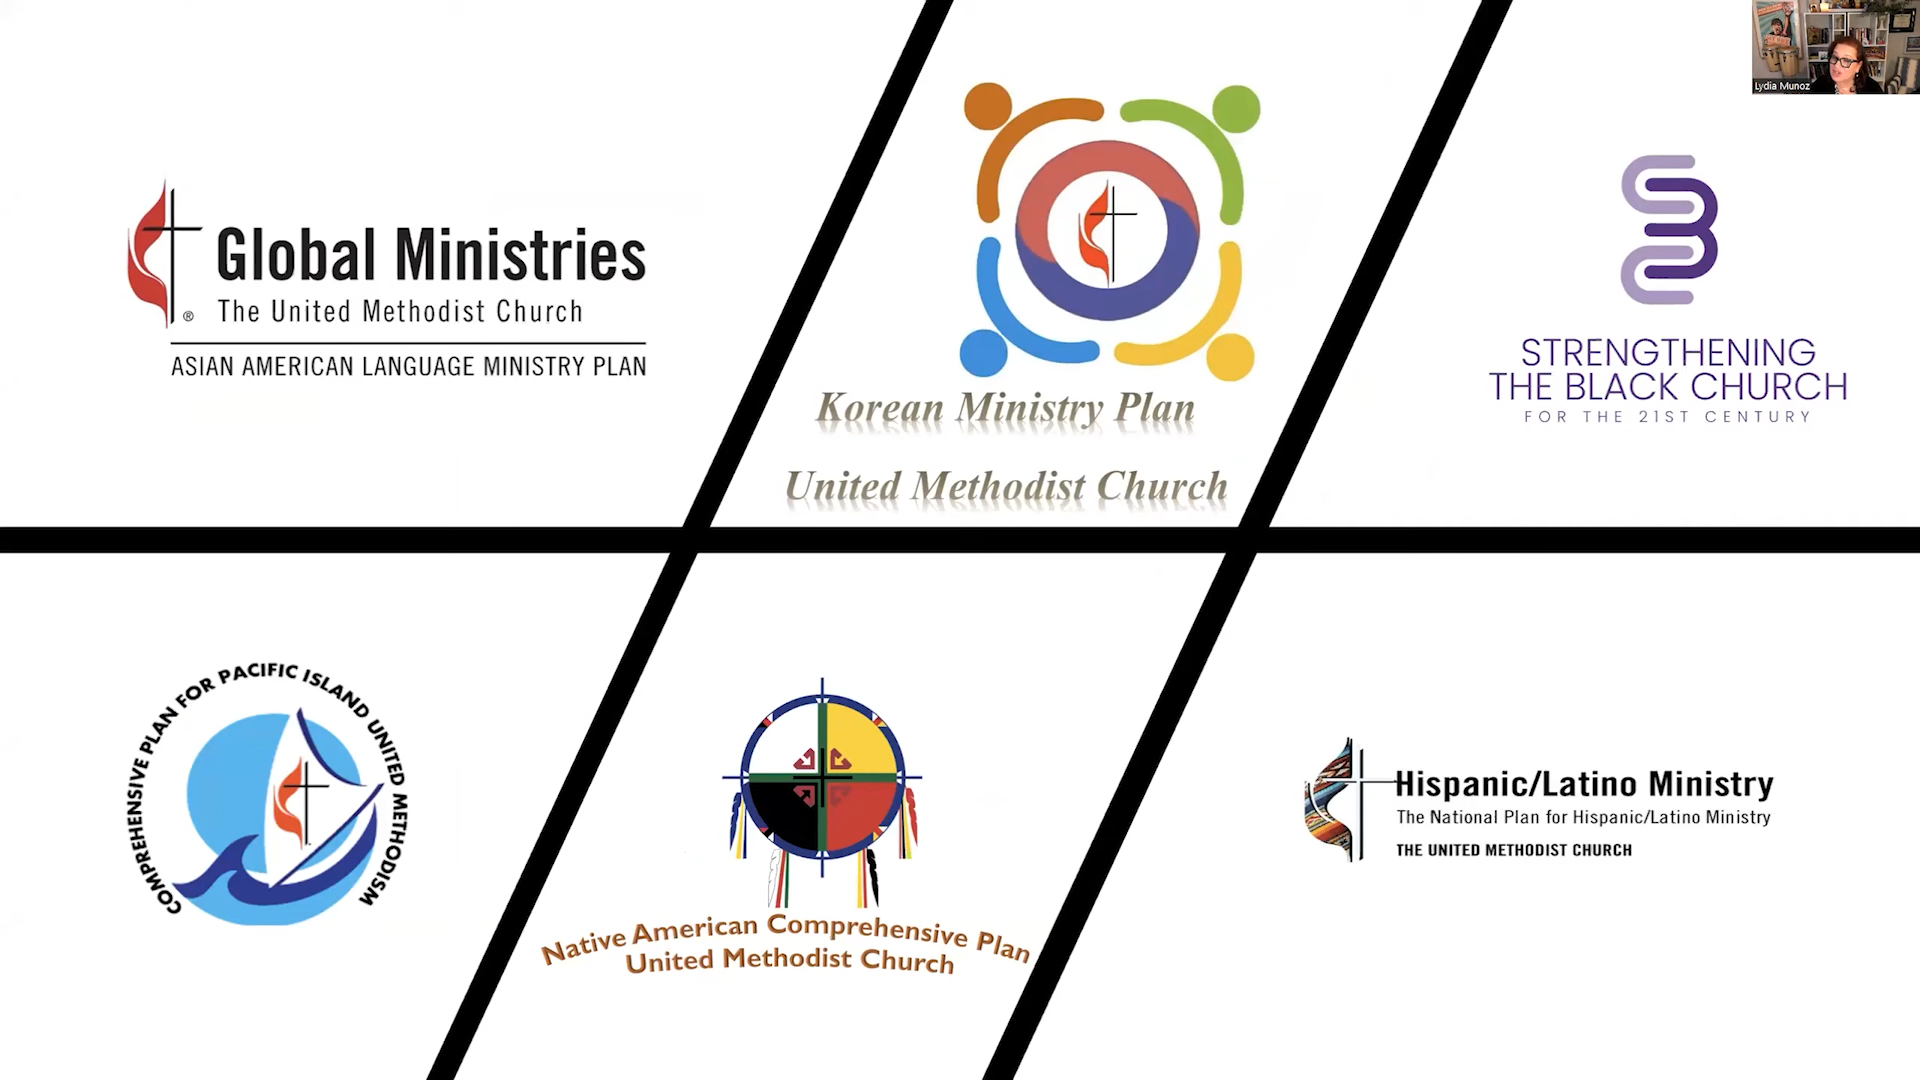 Lydia Munoz
Global Ministries
®
The United Methodist Church
ASIAN AMERICAN LANGUAGE MINISTRY PLAN
Korean Ministry Plan
United Methodist Church
STRENGTHENING
THE BLACK CHURCH
FOR THE 21ST CENTURY
COMPREHENSIVE PLAN FOR PACIFIC ISLAND UNITED METHODISM
Native American Comprehensive Plan
United Methodist Church
Hispanic/Latino Ministry
The National Plan for Hispanic/Latino Ministry
THE UNITED METHODIST CHURCH